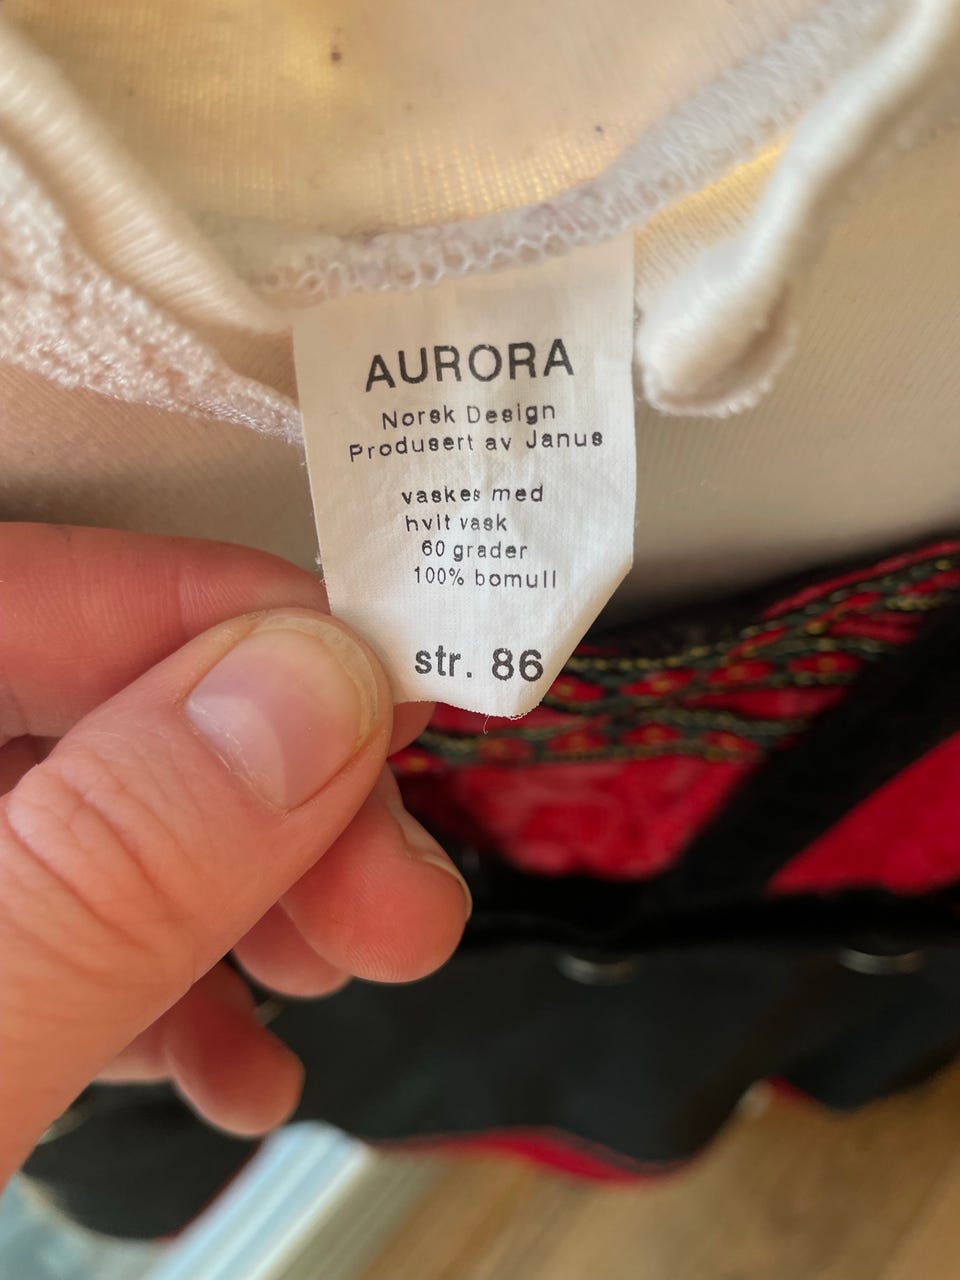 AURORA
Norsk Design
Produsert av Janus
vaskes med
hvit vask
60 grader
100% bomull
str. 86